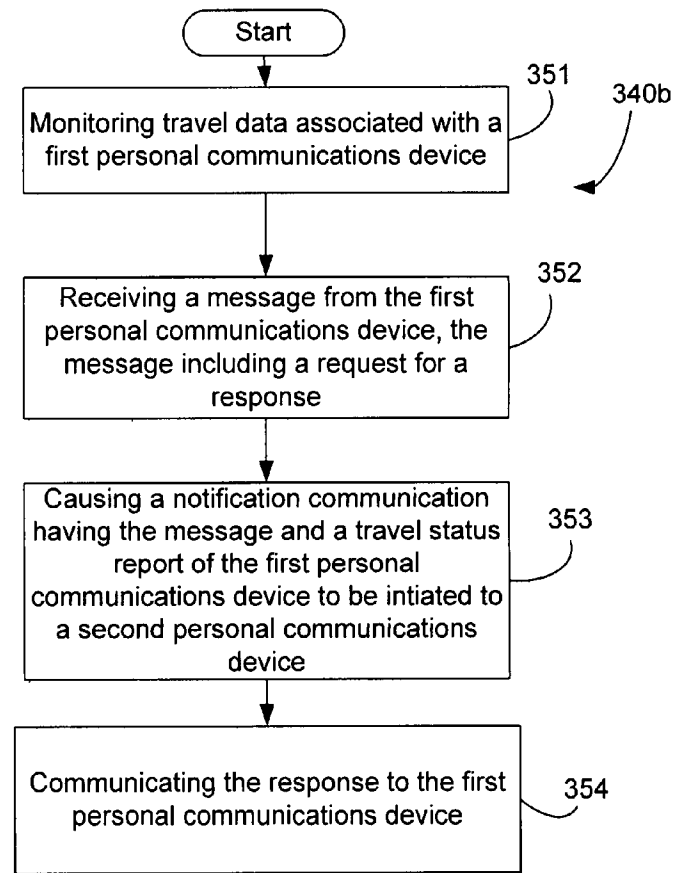 Start
351
340b
Monitoring travel data associated with a
first personal communications device
352
Receiving a message from the first
personal communications device, the
message including a request for a
response
353
Causing a notification communication
having the message and a travel status
report of the first personal
communications device to be intiated to
a second personal communications
device
354
Communicating the response to the first
personal communications device